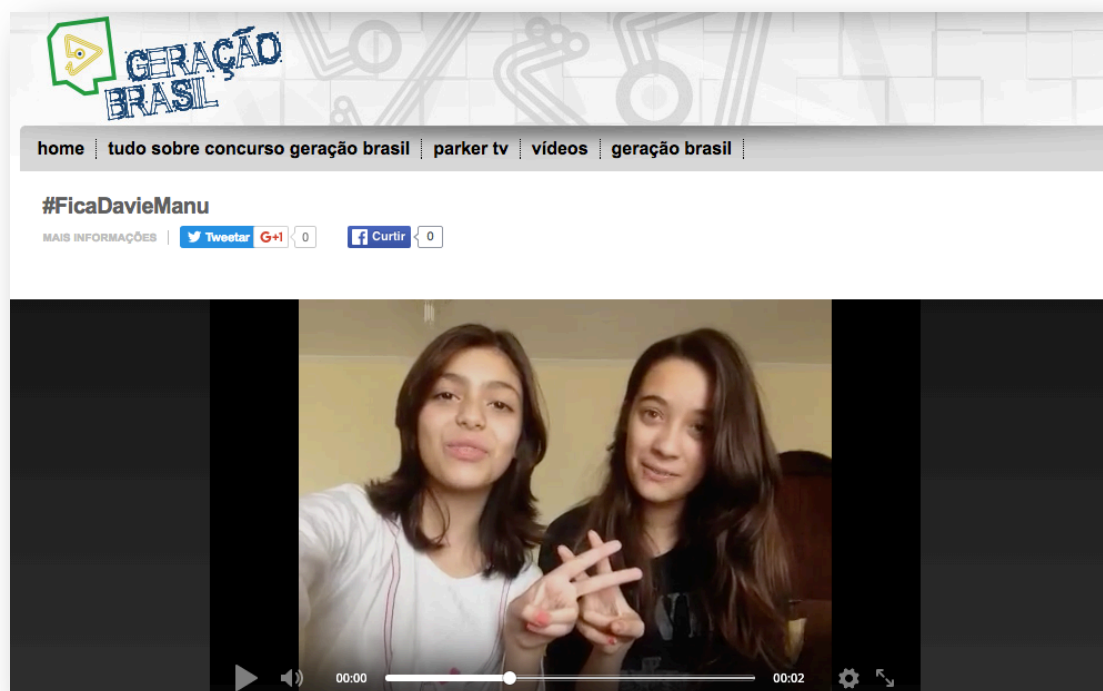 GERAÇÃO
BRASIL
home tudo sobre concurso geração brasil parker tv vídeos geração brasil
#FicaDavieManu
MAIS INFORMAÇÕES Tweetar G+1 0 Curtir 0
00:00 00:02